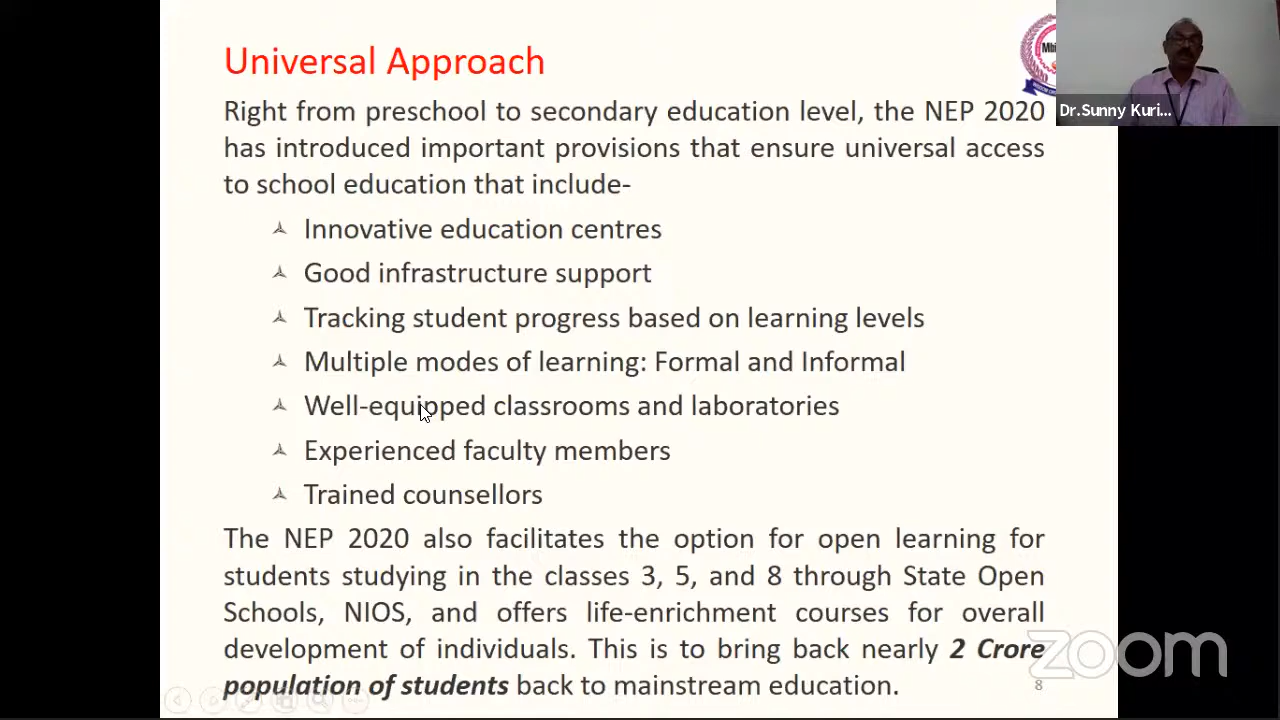 Universal Approach
Right from preschool to secondary education level, the NEP 2020
has introduced important provisions that ensure universal access
to school education that include-
Innovative education centres
Good infrastructure support
Tracking student progress based on learning levels
Multiple modes of learning: Formal and Informal
Well-equipped classrooms and laboratories
Experienced faculty members
Trained counsellors
The NEP 2020 also facilitates the option for open learning for
students studying in the classes 3, 5, and 8 through State Open
Schools, NIOS, and offers life-enrichment courses for overall
development of individuals. This is to bring back nearly 2 Crore
population of students back to mainstream education.
8
Dr.Sunny Kuri...
zoom